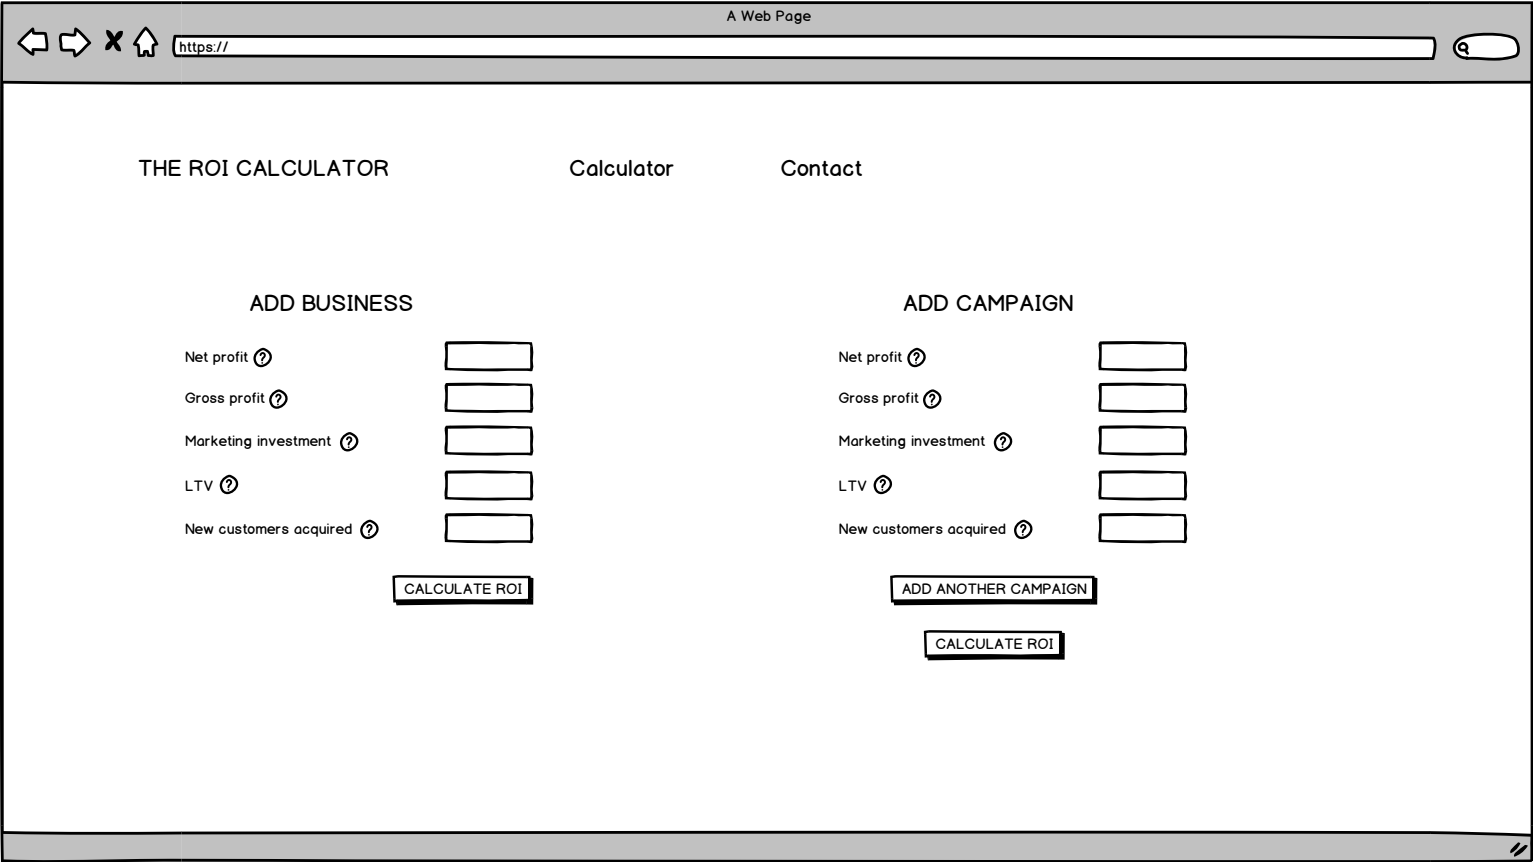 A Web Page
https://
THE ROI CALCULATOR
Calculator
Contact
ADD BUSINESS
Net profit ?
Gross profit ?
Marketing investment ?
LTV ?
New customers acquired ?
CALCULATE ROI
ADD CAMPAIGN
Net profit ?
Gross profit ?
Marketing investment ?
LTV ?
New customers acquired ?
ADD ANOTHER CAMPAIGN
CALCULATE ROI